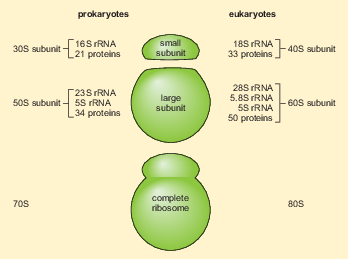 prokaryotes
eukaryotes
30S subunit
16S rRNA
21 proteins
small
subunit
18S rRNA
33 proteins
40S subunit
50S subunit
23S rRNA
5S rRNA
34 proteins
large
subunit
28S rRNA
5.8S rRNA
5S rRNA
50 proteins
60S subunit
70S
complete
ribosome
80S